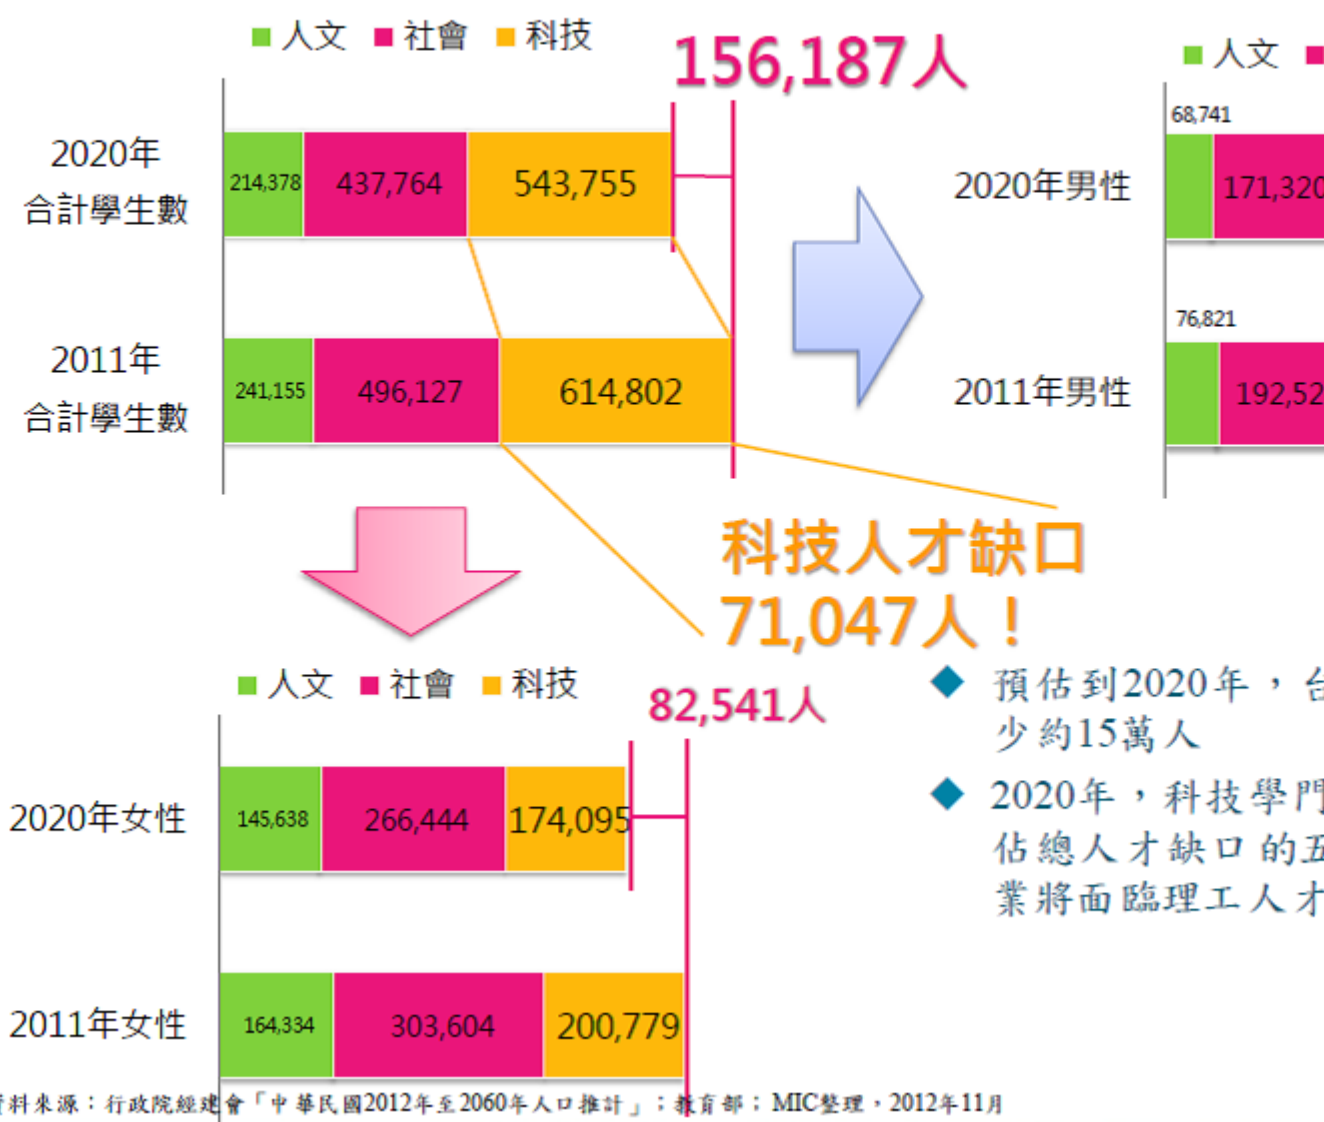 人文 社會 科技
156,187人
2020年
合計學生數
214,378 437,764 543,755
2011年
合計學生數
241,155 496,127 614,802
人文
68,741
2020年男性
171,320
76,821
2011年男性
192,52
科技人才缺口
71,047人！
人文 社會 科技
82,541人
2020年女性
145,638 266,444 174,095
2011年女性
164,334 303,604 200,779
預估到2020年，台
少約15萬人
2020年，科技學門
佔總人才缺口的五
業將面臨理工人才
資料來源：行政院經建會「中華民國2012年至2060年人口推計」；教育部；MIC整理，2012年11月